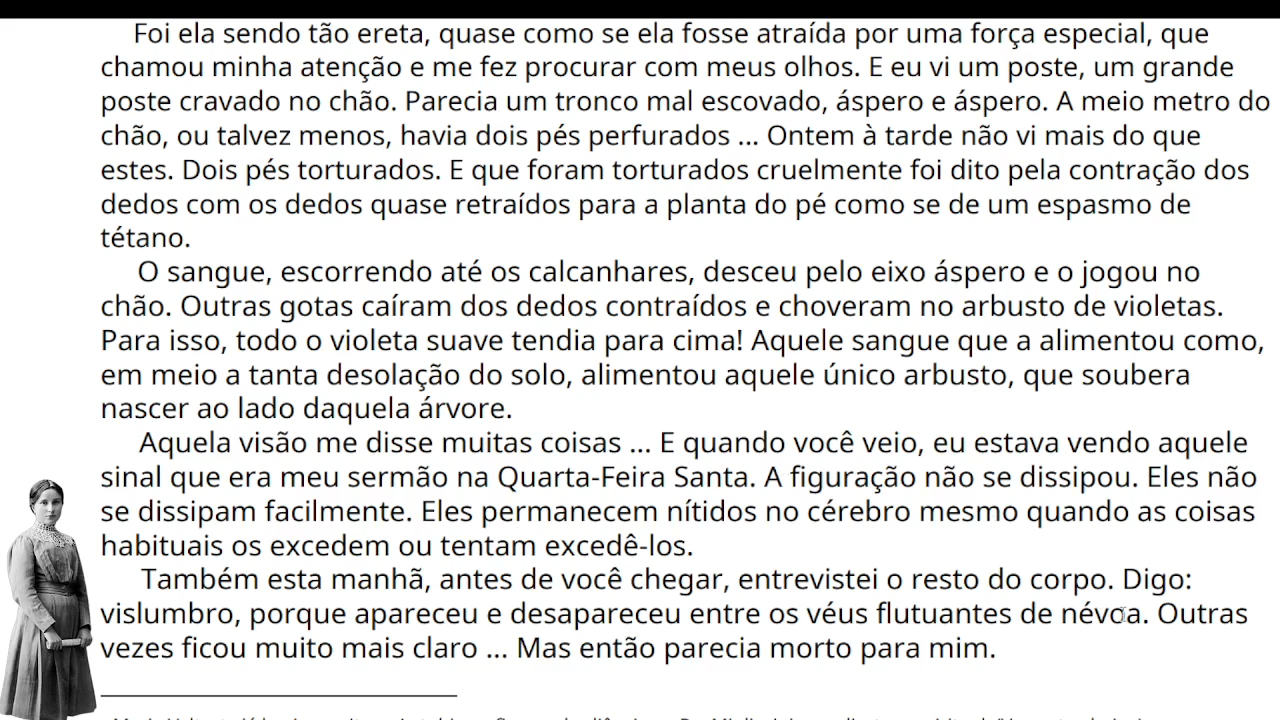 Foi ela sendo tão ereta, quase como se ela fosse atraída por uma força especial, que
chamou minha atenção e me fez procurar com meus olhos. E eu vi um poste, um grande
poste cravado no chão. Parecia um tronco mal escovado, áspero e áspero. A meio metro do
chão, ou talvez menos, havia dois pés perfurados ... Ontem à tarde não vi mais do que
estes. Dois pés torturados. E que foram torturados cruelmente foi dito pela contração dos
dedos com os dedos quase retraídos para a planta do pé como se de um espasmo de
tétano.
O sangue, escorrendo até os calcanhares, desceu pelo eixo áspero e o jogou no
chão. Outras gotas caíram dos dedos contraídos e choveram no arbusto de violetas.
Para isso, todo o violeta suave tendia para cima! Aquele sangue que a alimentou como,
em meio a tanta desolação do solo, alimentou aquele único arbusto, que soubera
nascer ao lado daquela árvore.
Aquela visão me disse muitas coisas ... E quando você veio, eu estava vendo aquele
sinal que era meu sermão na Quarta-Feira Santa. A figuração não se dissipou. Eles não
se dissipam facilmente. Eles permanecem nítidos no cérebro mesmo quando as coisas
habituais os excedem ou tentam excedê-los.
Também esta manhã, antes de você chegar, entrevistei o resto do corpo. Digo:
vislumbro, porque apareceu e desapareceu entre os véus flutuantes de névoa. Outras
vezes ficou muito mais claro ... Mas então parecia morto para mim.